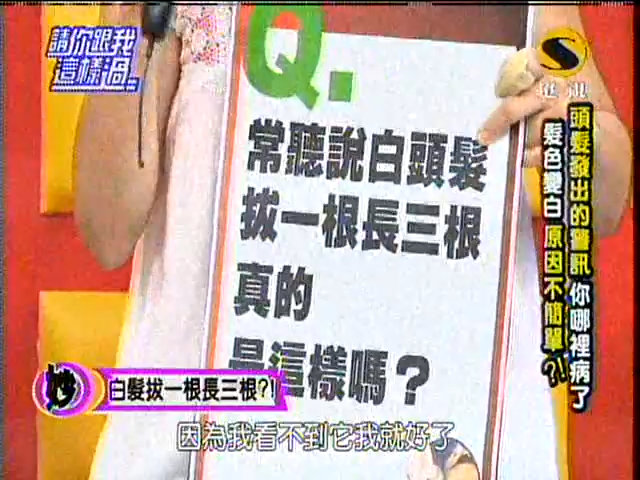 請你跟我
這樣過
Q.
常聽說白頭髮
拔一根長三根
真的
是這樣嗎?
頭髮發出的警訊 你哪裡病了
髮色變白 原因不簡單?!
妙
白髮拔一根長三根?!
因為我看不到它我就好了